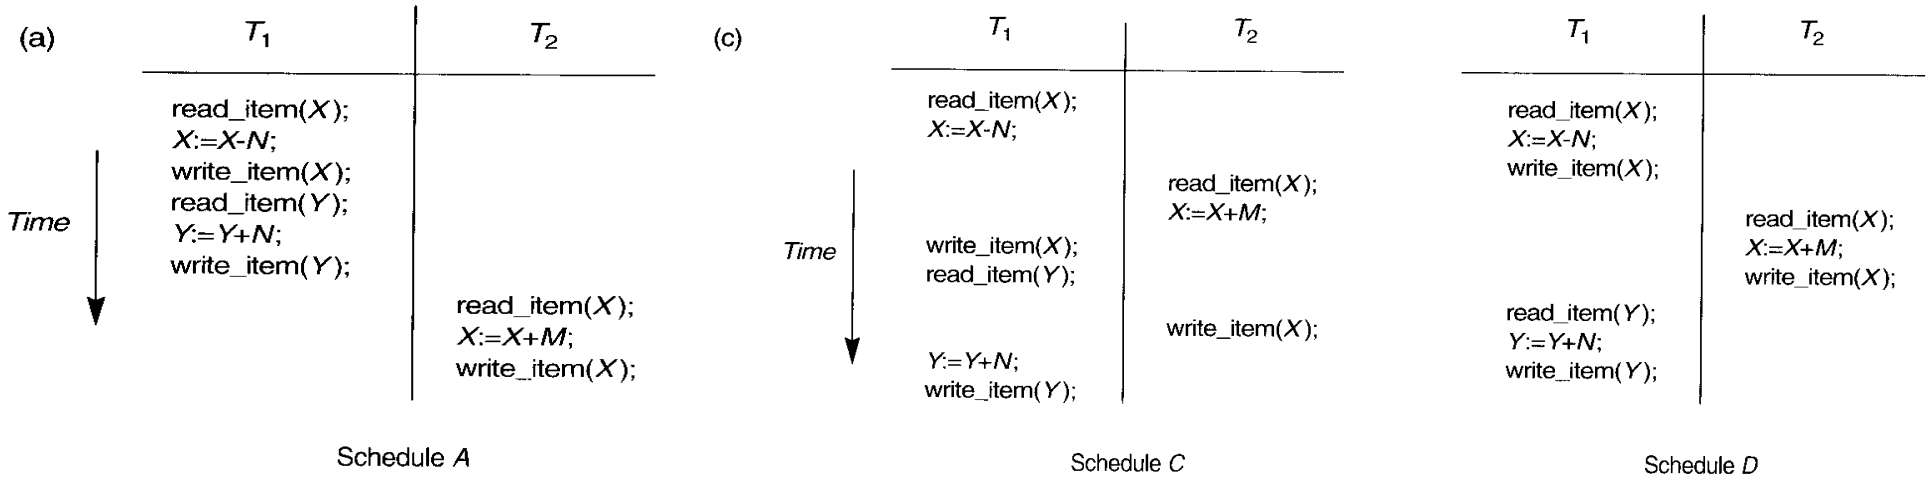 (a)
T1
T2
read_item(X);
X:=X-N;
write_item(X);
read_item(Y);
Y:=Y+N;
write_item(Y);
Time
read_item(X);
X:=X+M;
write_item(X);
Schedule A
(c)
T1
T2
read_item(X);
X:=X-N;
read_item(X);
X:=X+M;
Time
write_item(X);
read_item(Y);
write_item(X);
Y:=Y+N;
write_item(Y);
Schedule C
T1
T2
read_item(X);
X:=X-N;
write_item(X);
read_item(X);
X:=X+M;
write_item(X);
read_item(Y);
Y:=Y+N;
write_item(Y);
Schedule D